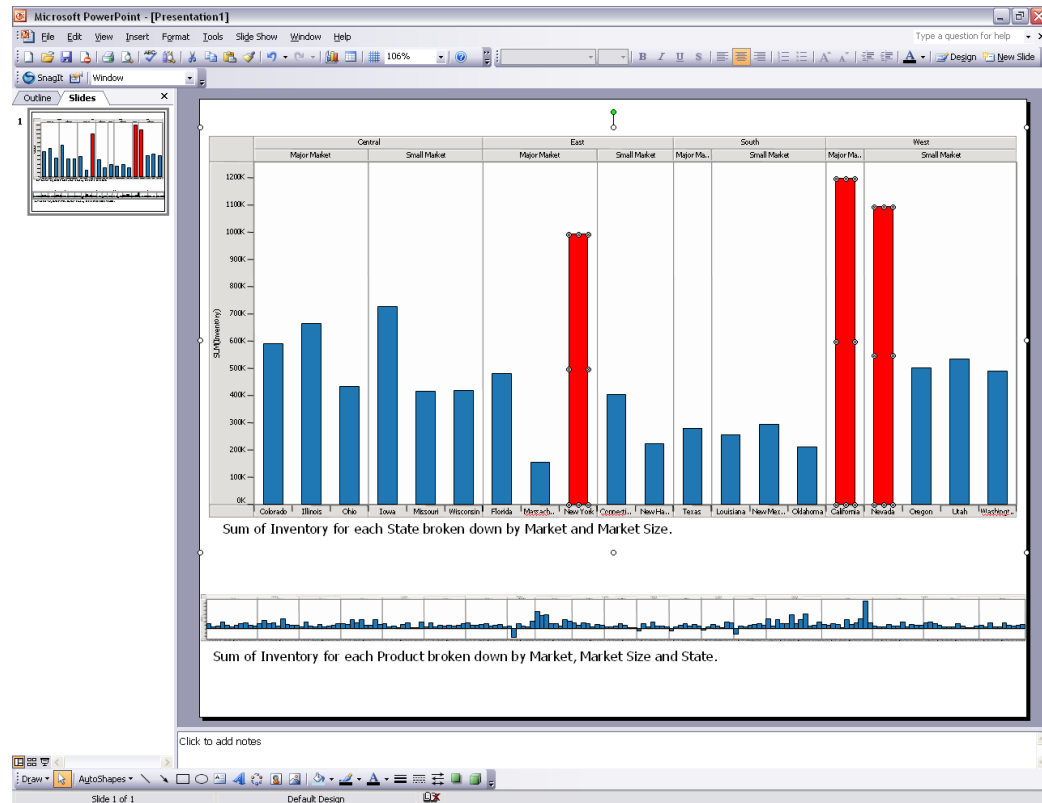 Microsoft PowerPoint - [Presentation1]
File Edit View Insert Format Tools Slide Show Window Help
Type a question for help
106%
B I U S
Design New Slide
SnagIt Window
Outline Slides
1
Central East South West
Major Market Small Market Major Market Small Market Major Ma.. Small Market Major Ma.. Small Market
1200K
1100K
1000K
900K
800K
700K
600K
500K
400K
300K
200K
100K
0K
SUM(Inventory)
Colorado Illinois Ohio Iowa Missouri Wisconsin Florida Massach.. New York Connecti.. New Ha.. Texas Louisiana New Mex.. Oklahoma California Nevada Oregon Utah Washingt..
Sum of Inventory for each State broken down by Market and Market Size.
Sum of Inventory for each Product broken down by Market, Market Size and State.
Click to add notes
Draw AutoShapes
Slide 1 of 1 Default Design